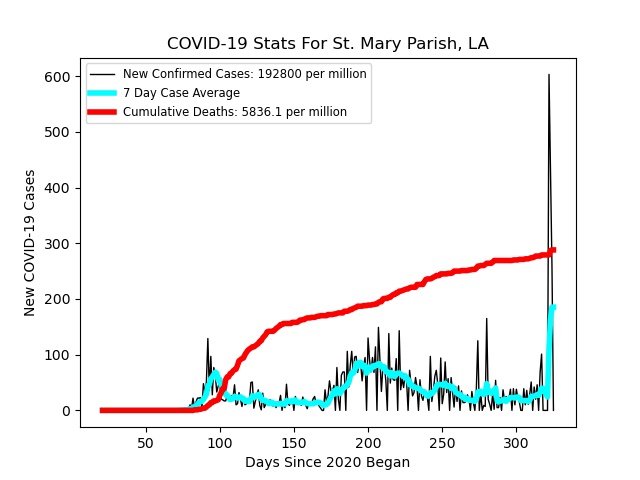 COVID-19 Stats For St. Mary Parish, LA
New Confirmed Cases: 192800 per million
7 Day Case Average
Cumulative Deaths: 5836.1 per million
New COVID-19 Cases
600
500
400
300
200
100
0
50 100 150 200 250 300
Days Since 2020 Began